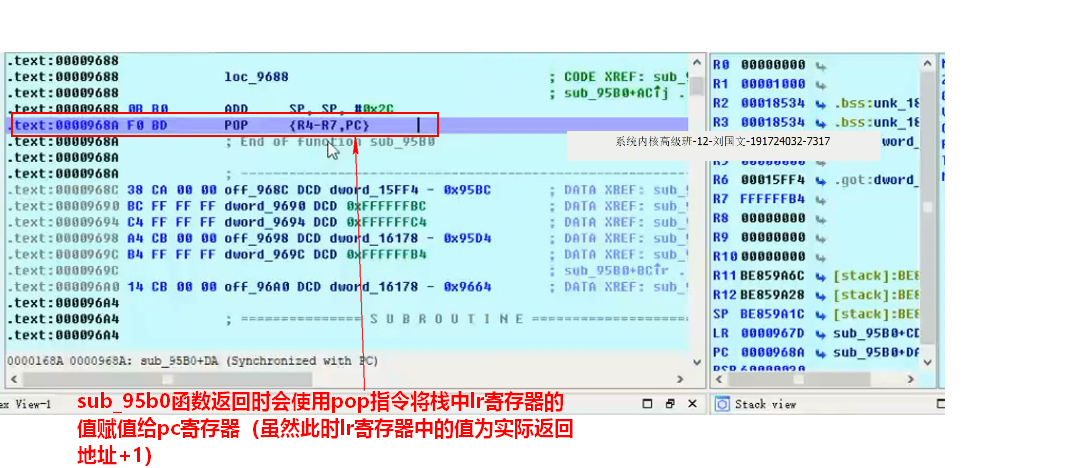 .text:00009688
.text:00009688 loc_9688 ; CODE XREF: sub_9
.text:00009688 ; sub_95B0+AC↑j .
.text:00009688 0B B0 ADD SP, SP, #0x2C
.text:0000968A F0 BD POP {R4-R7,PC}
.text:0000968A ; End of function sub_95B0
.text:0000968A
.text:0000968A ; ---------------------------------------------------------------------------
.text:0000968C 38 CA 00 00 off_968C DCD dword_15FF4 - 0x95BC ; DATA XREF: sub_
.text:00009690 BC FF FF FF dword_9690 DCD 0xFFFFFFBC ; DATA XREF: sub_
.text:00009694 C4 FF FF FF dword_9694 DCD 0xFFFFFFC4 ; DATA XREF: sub_
.text:00009698 A4 CB 00 00 off_9698 DCD dword_16178 - 0x95D4 ; DATA XREF: sub_
.text:0000969C B4 FF FF FF dword_969C DCD 0xFFFFFFB4 ; DATA XREF: sub_
.text:0000969C ; sub_95B0+BC↑r .
.text:000096A0 14 CB 00 00 off_96A0 DCD dword_16178 - 0x9664 ; DATA XREF: sub_
.text:000096A4
.text:000096A4 ; =============== S U B R O U T I N E ===============
.text:000096A4
0000168A 0000968A: sub_95B0+DA (Synchronized with PC)
R0 00000000
R1 00001000
R2 00018534 .bss:unk_18
R3 00018534 .bss:unk_18
word_
系统内核高级班-12-刘国文-191724032-7317
R6 00015FF4 .got:dword_
R7 FFFFFFB4
R8 00000000
R9 00000000
R10 00000000
R11 BE859A6C [stack]:BE8
R12 BE859A28 [stack]:BE8
SP BE859A1C [stack]:BE8
LR 0000967D sub_95B0+CD
PC 0000968A sub_95B0+DA
ex View-1
Stack view
sub_95b0函数返回时会使用pop指令将栈中lr寄存器的
值赋值给pc寄存器（虽然此时lr寄存器中的值为实际返回
地址+1）